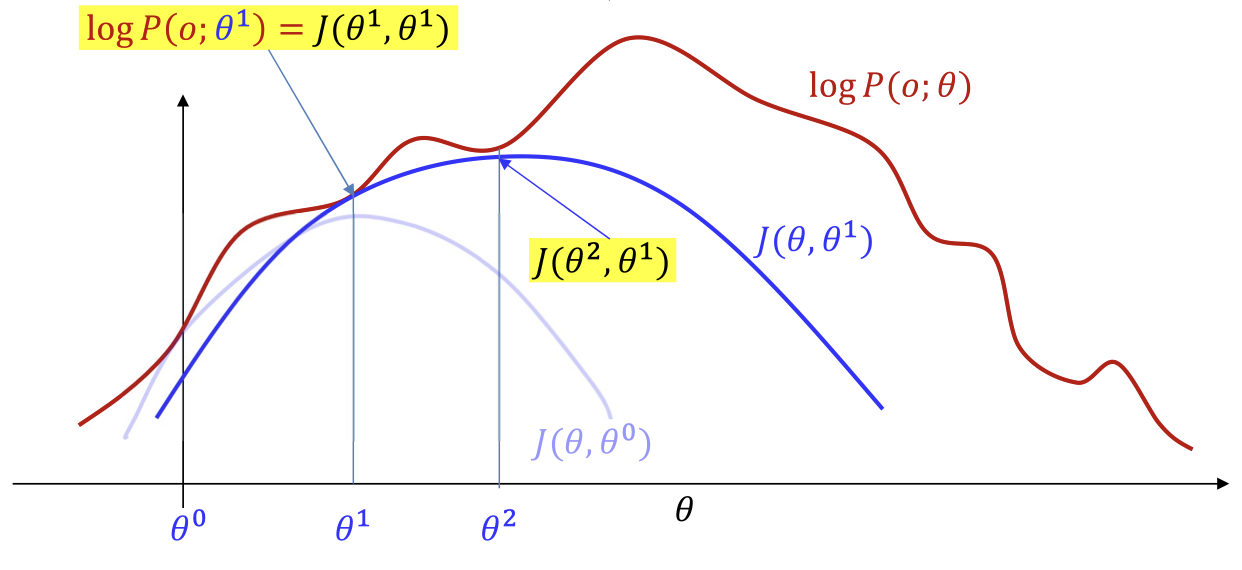 log P(o; θ¹) = J(θ¹, θ¹)
log P(o; θ)
J(θ, θ¹)
J(θ², θ¹)
J(θ, θ⁰)
θ⁰
θ¹
θ²
θ